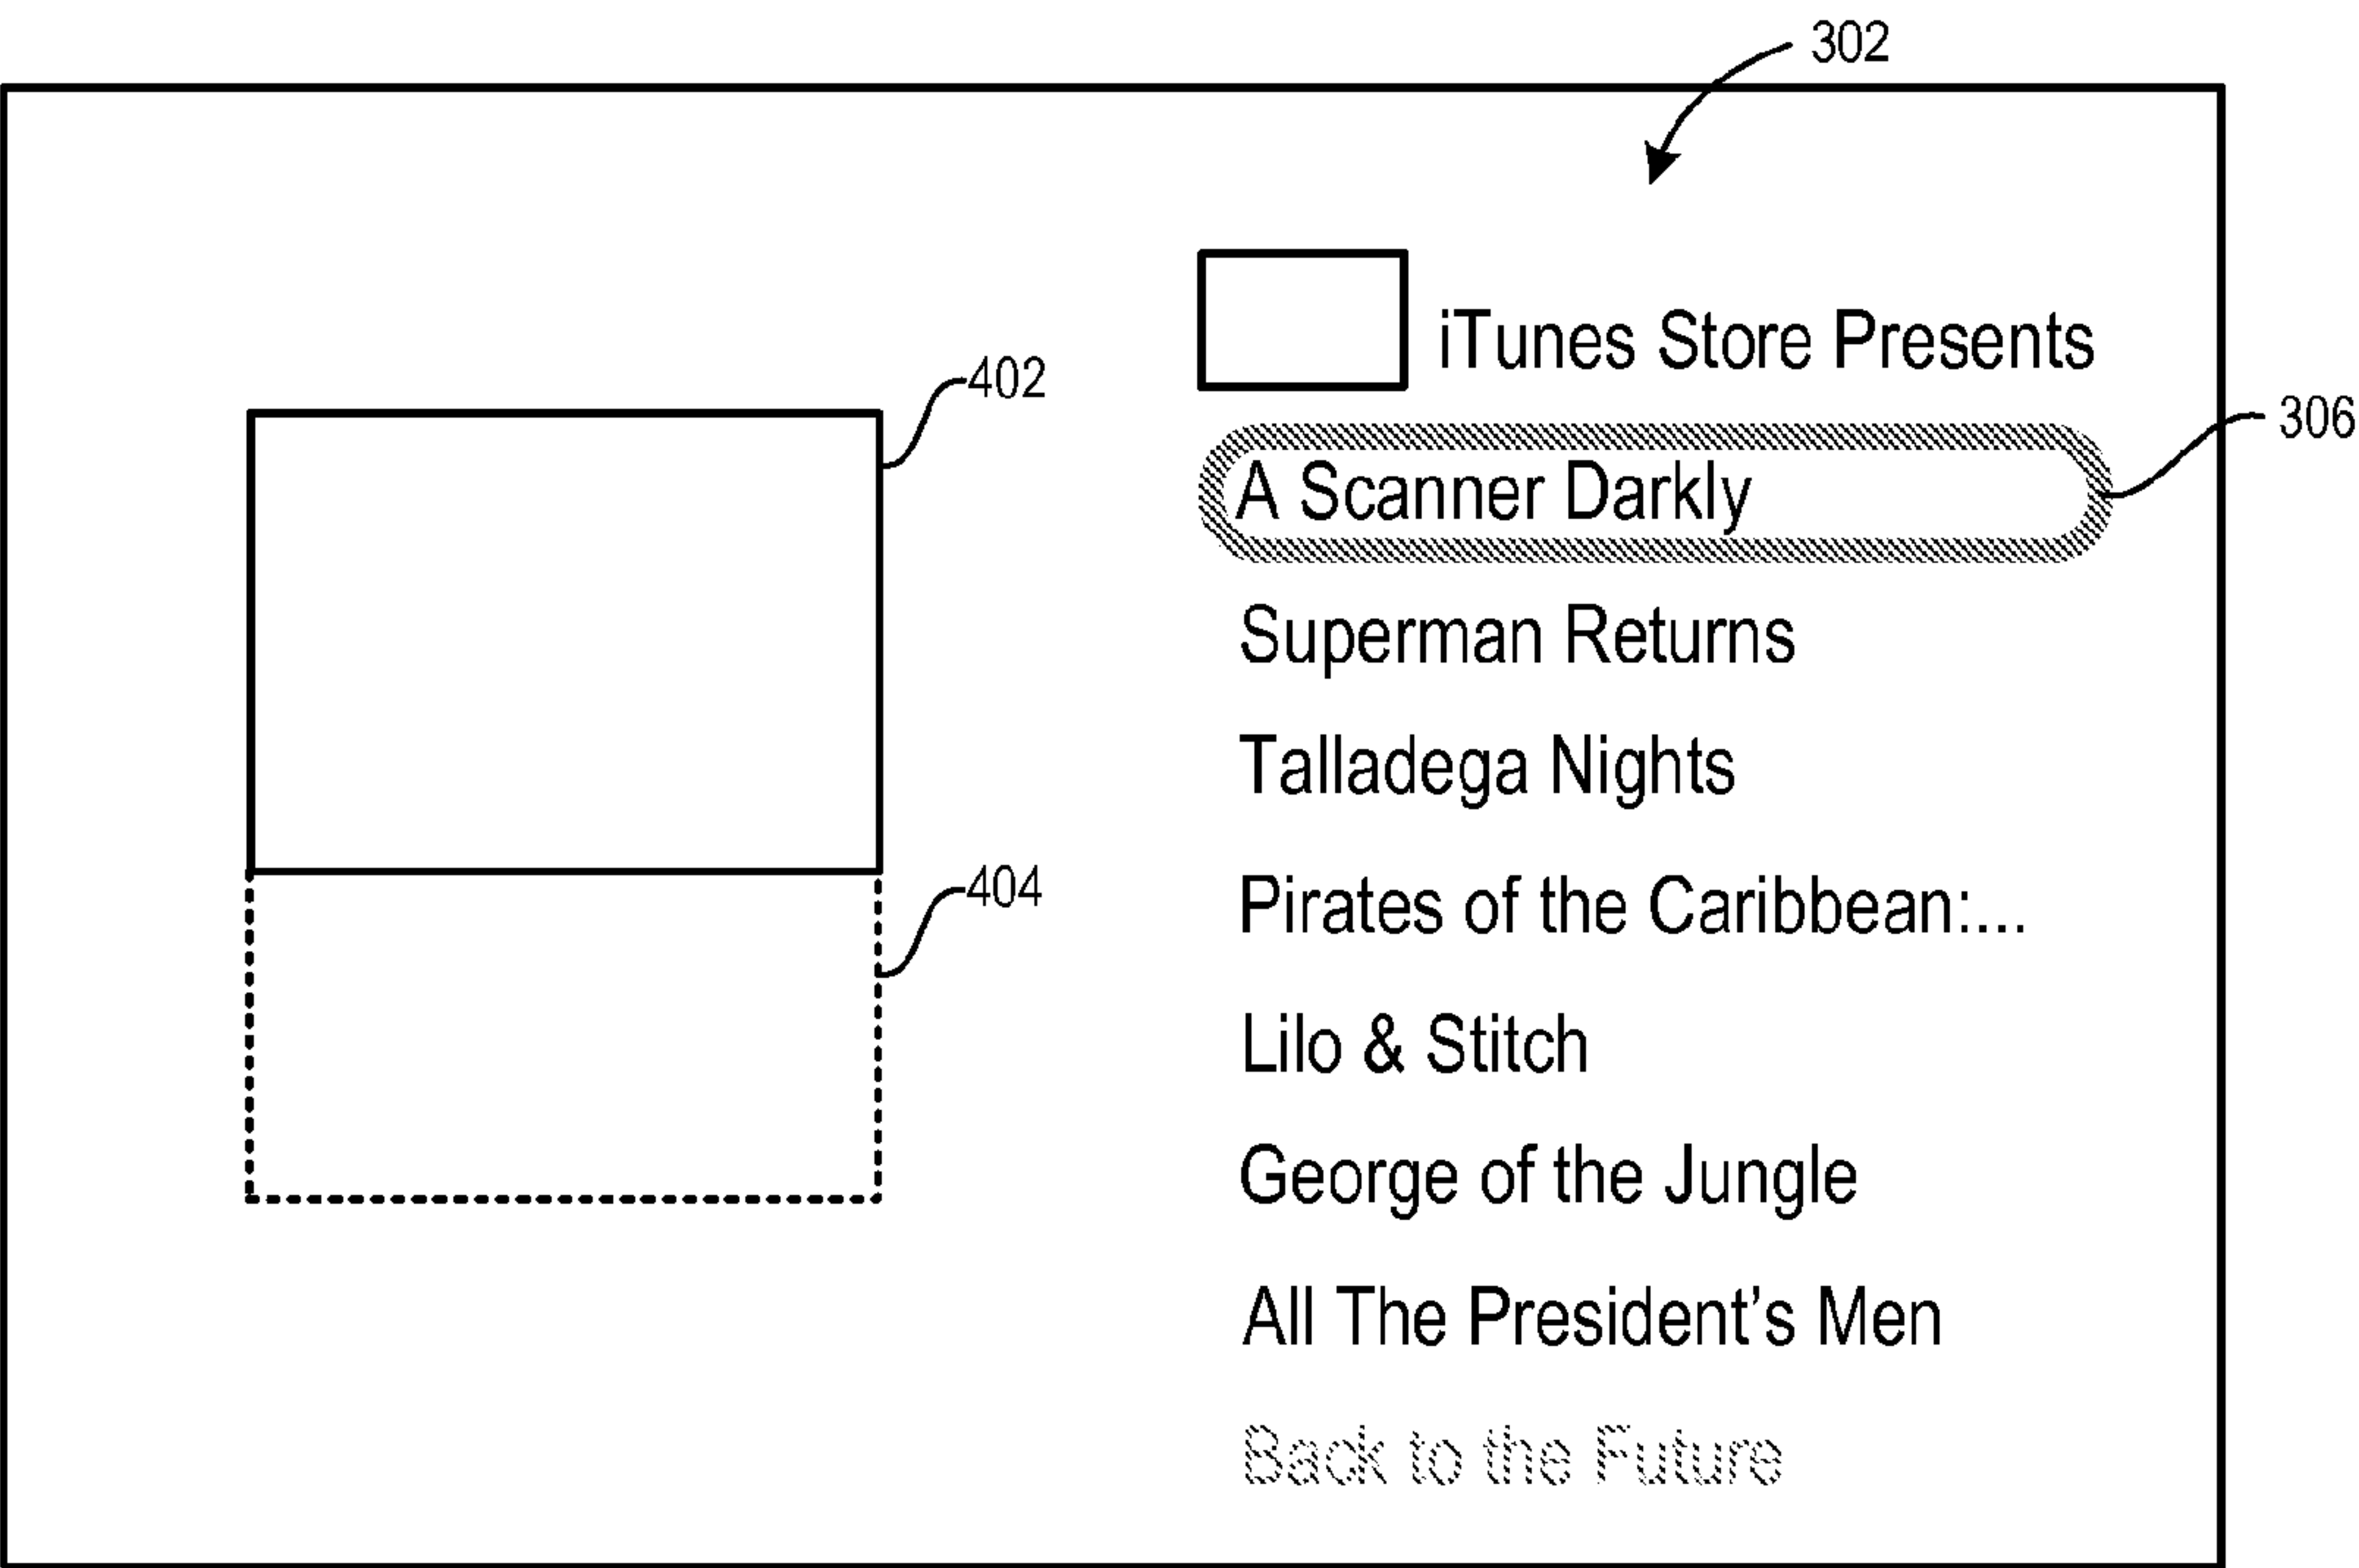 302
iTunes Store Presents
402
306
A Scanner Darkly
Superman Returns
Talladega Nights
404
Pirates of the Caribbean:...
Lilo & Stitch
George of the Jungle
All The President’s Men
Back to the Future